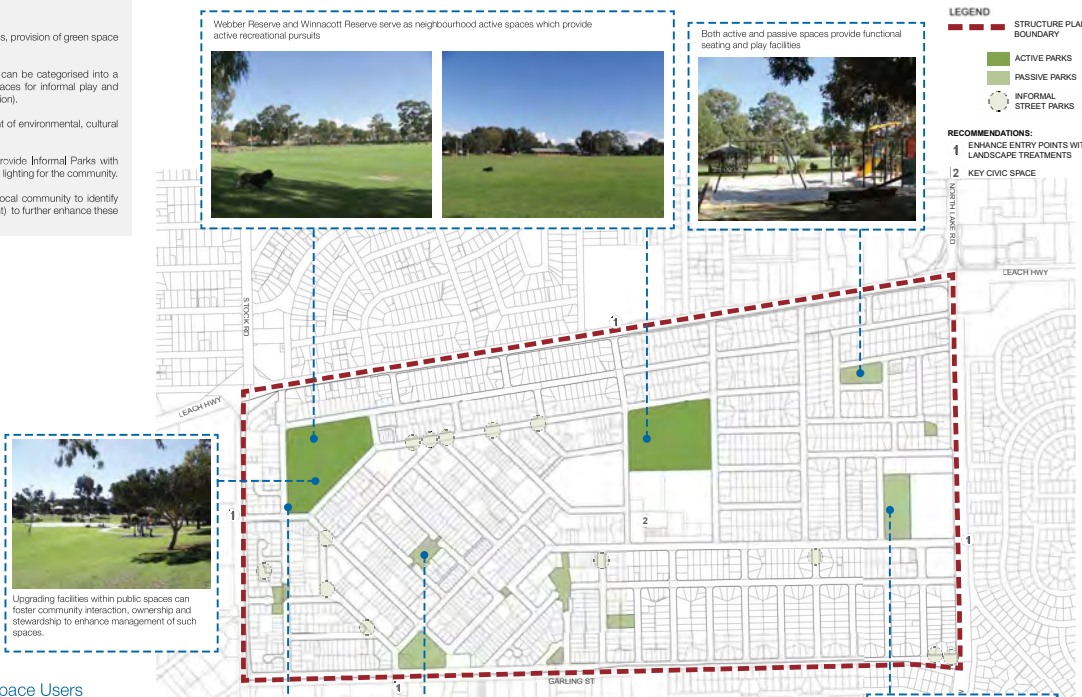 s, provision of green space
can be categorised into a
aces for informal play and
ion).
t of environmental, cultural
rovide Informal Parks with
lighting for the community.
ocal community to identify
t) to further enhance these
Webber Reserve and Winnacott Reserve serve as neighbourhood active spaces which provide
active recreational pursuits
Both active and passive spaces provide functional
seating and play facilities
LEGEND
STRUCTURE PLAN
BOUNDARY
ACTIVE PARKS
PASSIVE PARKS
INFORMAL
STREET PARKS
RECOMMENDATIONS:
1 ENHANCE ENTRY POINTS WIT
LANDSCAPE TREATMENTS
2 KEY CIVIC SPACE
NORTH LAKE RD
LEACH HWY
STOCK RD
1
LEACH HWY
1
2
1
Upgrading facilities within public spaces can
foster community interaction, ownership and
stewardship to enhance management of such
spaces.
GARLING ST
1
pace Users